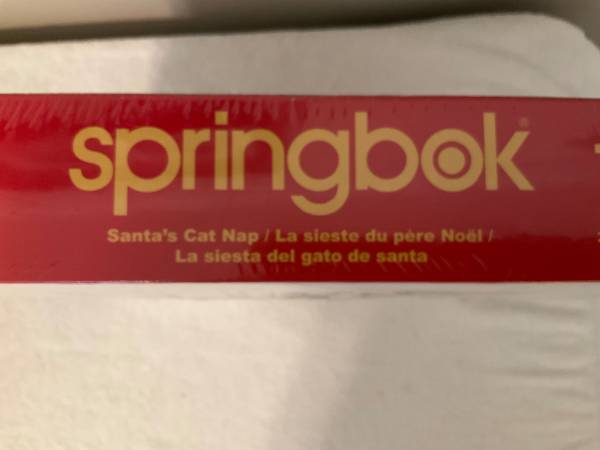 springbok
Santa's Cat Nap / La sieste du père Noël /
La siesta del gato de santa